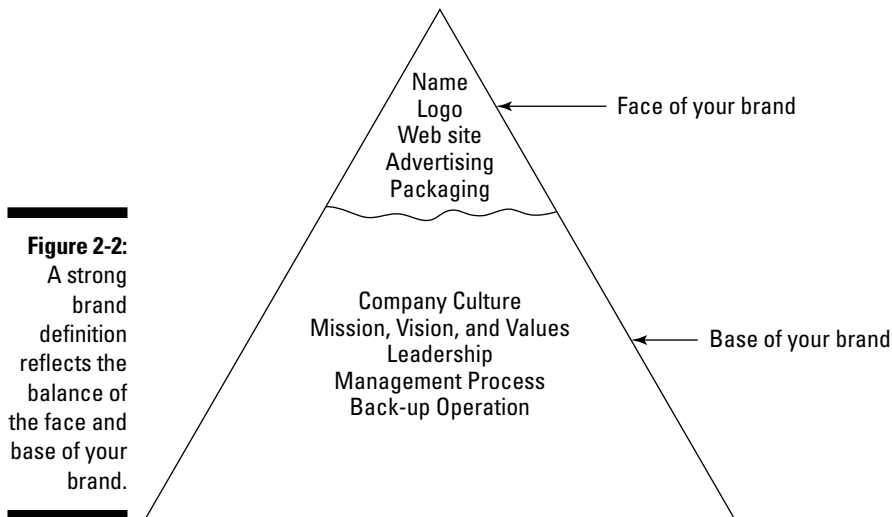 Name
Logo
Web site
Advertising
Packaging
Face of your brand
Figure 2-2:
A strong
brand
definition
reflects the
balance of
the face and
base of your
brand.
Company Culture
Mission, Vision, and Values
Leadership
Management Process
Back-up Operation
Base of your brand